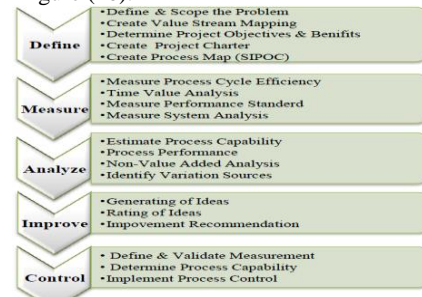 Define
•Define & Scope the Problem
•Create Value Stream Mapping
•Determine Project Objectives & Benifits
•Create Project Charter
•Create Process Map (SIPOC)
Measure
•Measure Process Cycle Efficiency
•Time Value Analysis
•Measure Performance Standerd
•Measure System Analysis
Analyze
•Estimate Process Capability
•Process Performance
•Non-Value Added Analysis
•Identify Variation Sources
Improve
•Generating of Ideas
•Rating of Ideas
•Impovement Recommendation
Control
• Define & Validate Measurement
• Determine Process Capability
•Implement Process Control